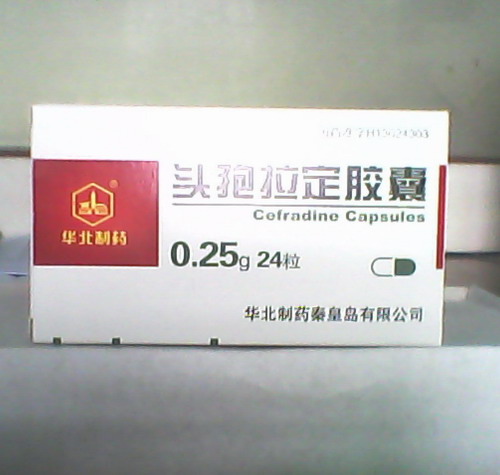 头孢拉定胶囊
Cefradine Capsules
华北制药
0.25g 24粒
华北制药秦皇岛有限公司